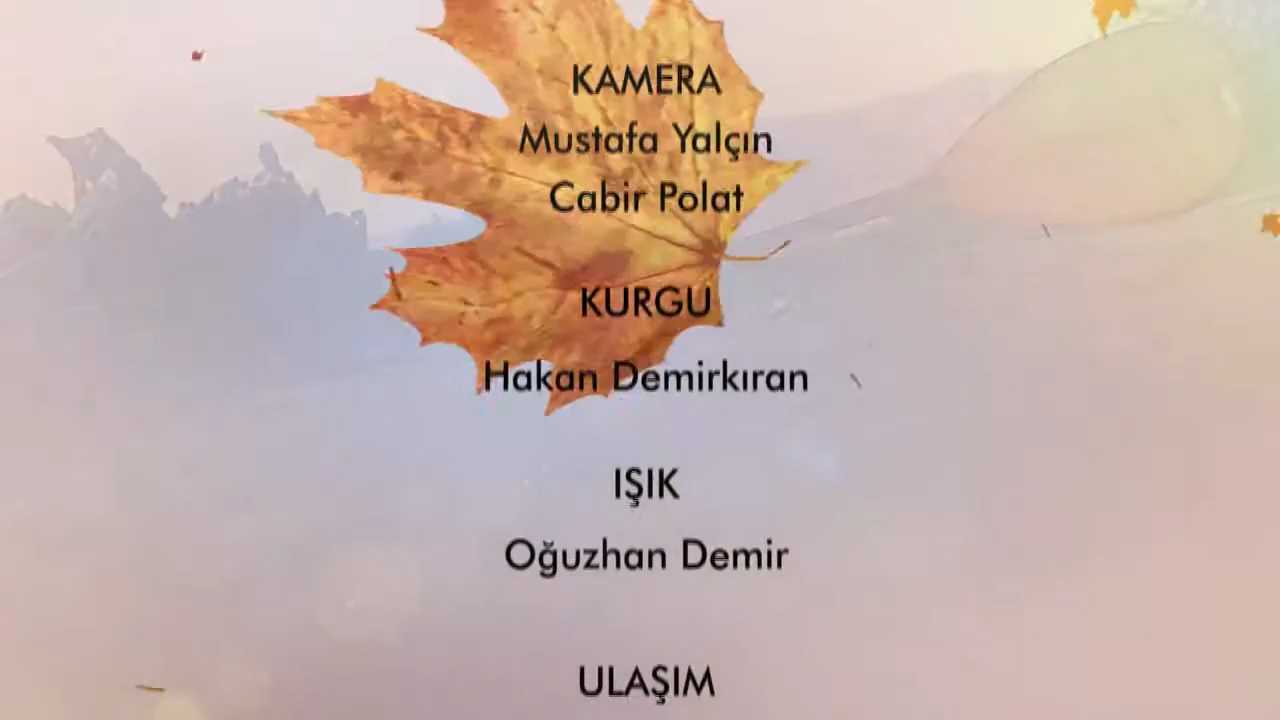 KAMERA
Mustafa Yalçın
Cabir Polat
KURGU
Hakan Demirkıran
IŞIK
Oğuzhan Demir
ULAŞIM